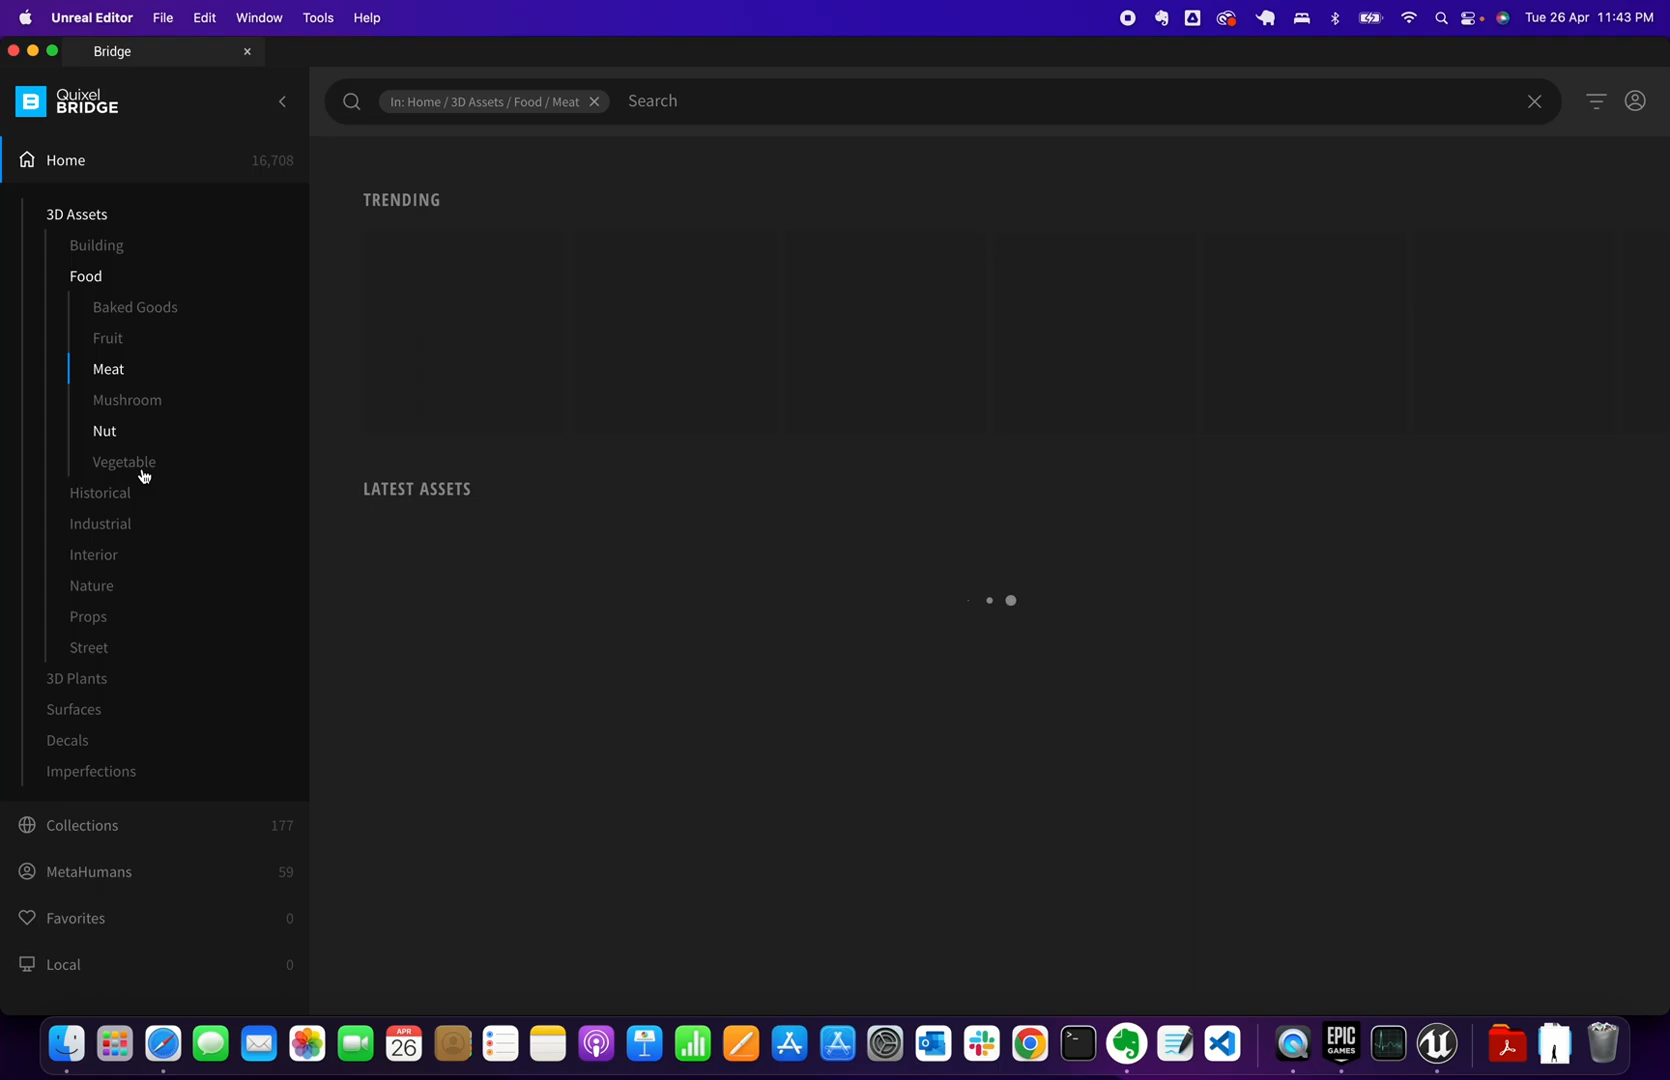 Unreal Editor File Edit Window Tools Help Tue 26 Apr 11:43 PM
Bridge
Quixel
BRIDGE
In: Home / 3D Assets / Food / Meat Search
Home 16,708
TRENDING
3D Assets
Building
Food
Baked Goods
Fruit
Meat
Mushroom
Nut
Vegetable
LATEST ASSETS
Historical
Industrial
Interior
Nature
Props
Street
3D Plants
Surfaces
Decals
Imperfections
Collections 177
MetaHumans 59
Favorites 0
Local 0
APR
26
EPIC
GAMES